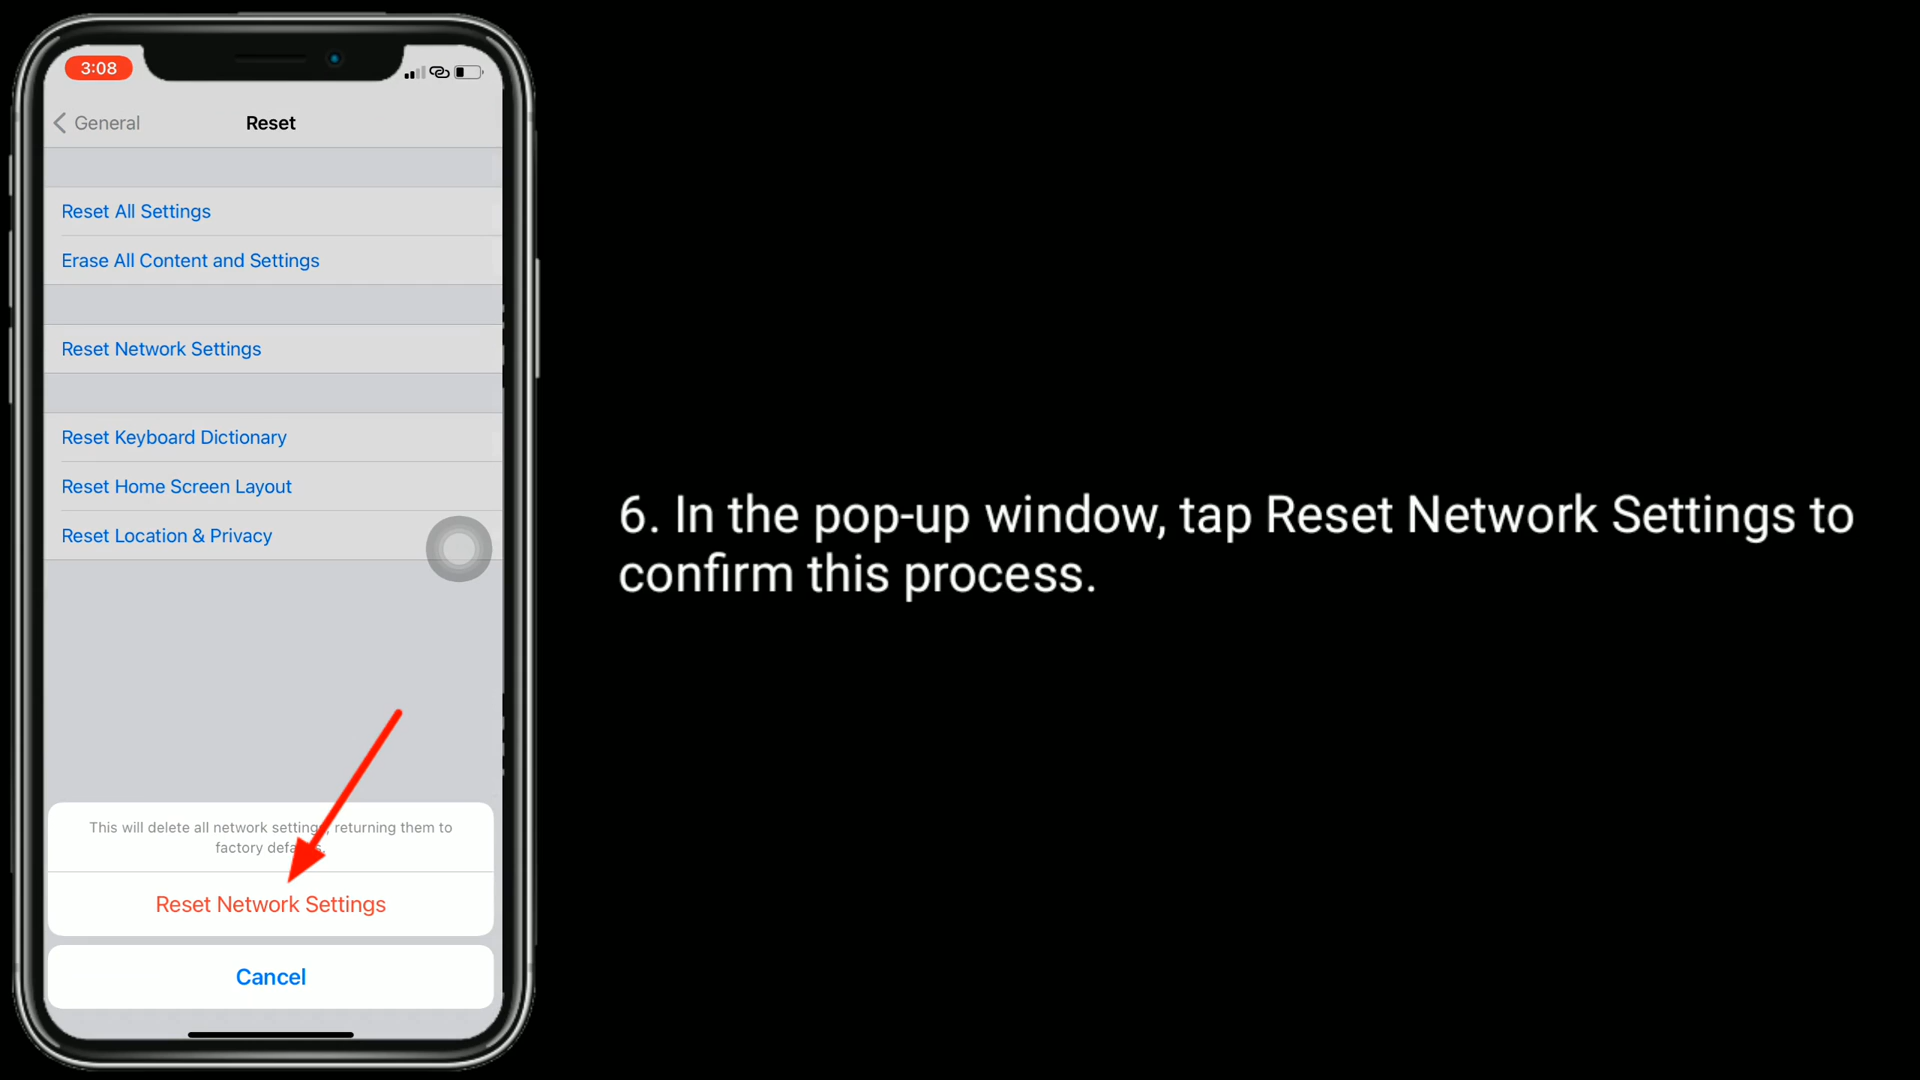 3:08
General
Reset
Reset All Settings
Erase All Content and Settings
Reset Network Settings
Reset Keyboard Dictionary
Reset Home Screen Layout
Reset Location & Privacy
This will delete all network settings, returning them to
factory defaults.
Reset Network Settings
Cancel
6. In the pop-up window, tap Reset Network Settings to
confirm this process.